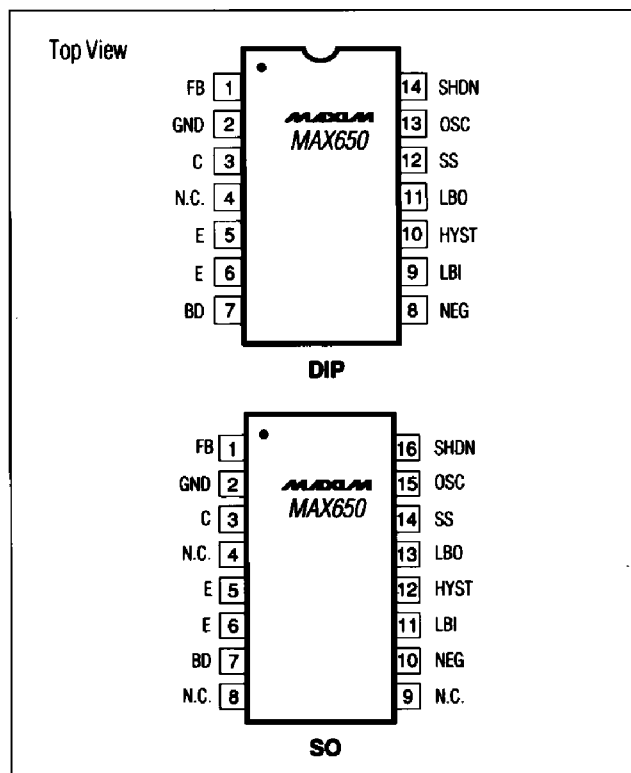 Top View
FB 1
GND 2
C 3
N.C. 4
E 5
E 6
BD 7
14 SHDN
13 OSC
12 SS
11 LBO
10 HYST
9 LBI
8 NEG
MAXIM
MAX650
DIP
FB 1
GND 2
C 3
N.C. 4
E 5
E 6
BD 7
N.C. 8
16 SHDN
15 OSC
14 SS
13 LBO
12 HYST
11 LBI
10 NEG
9 N.C.
MAXIM
MAX650
SO